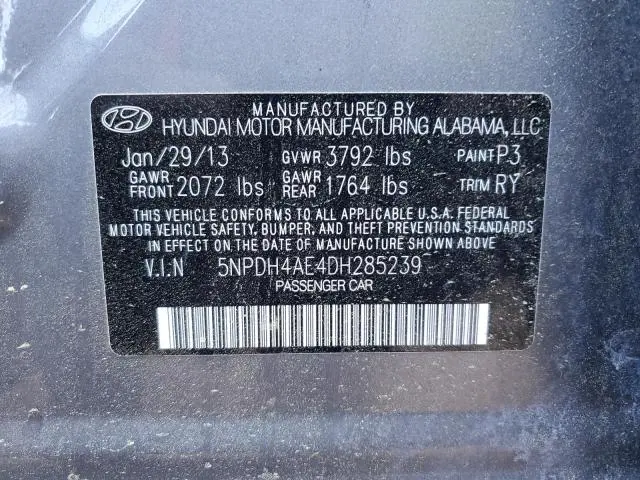 MANUFACTURED BY
HYUNDAI MOTOR MANUFACTURING ALABAMA, LLC
Jan/29/13 GVWR 3792 lbs PAINT P3
GAWR FRONT 2072 lbs GAWR REAR 1764 lbs TRIM RY
THIS VEHICLE CONFORMS TO ALL APPLICABLE U.S.A. FEDERAL
MOTOR VEHICLE SAFETY, BUMPER, AND THEFT PREVENTION
STANDARDS IN EFFECT ON THE DATE OF MANUFACTURE SHOWN ABOVE.
V.I.N 5NPDH4AE4DH285239
PASSENGER CAR